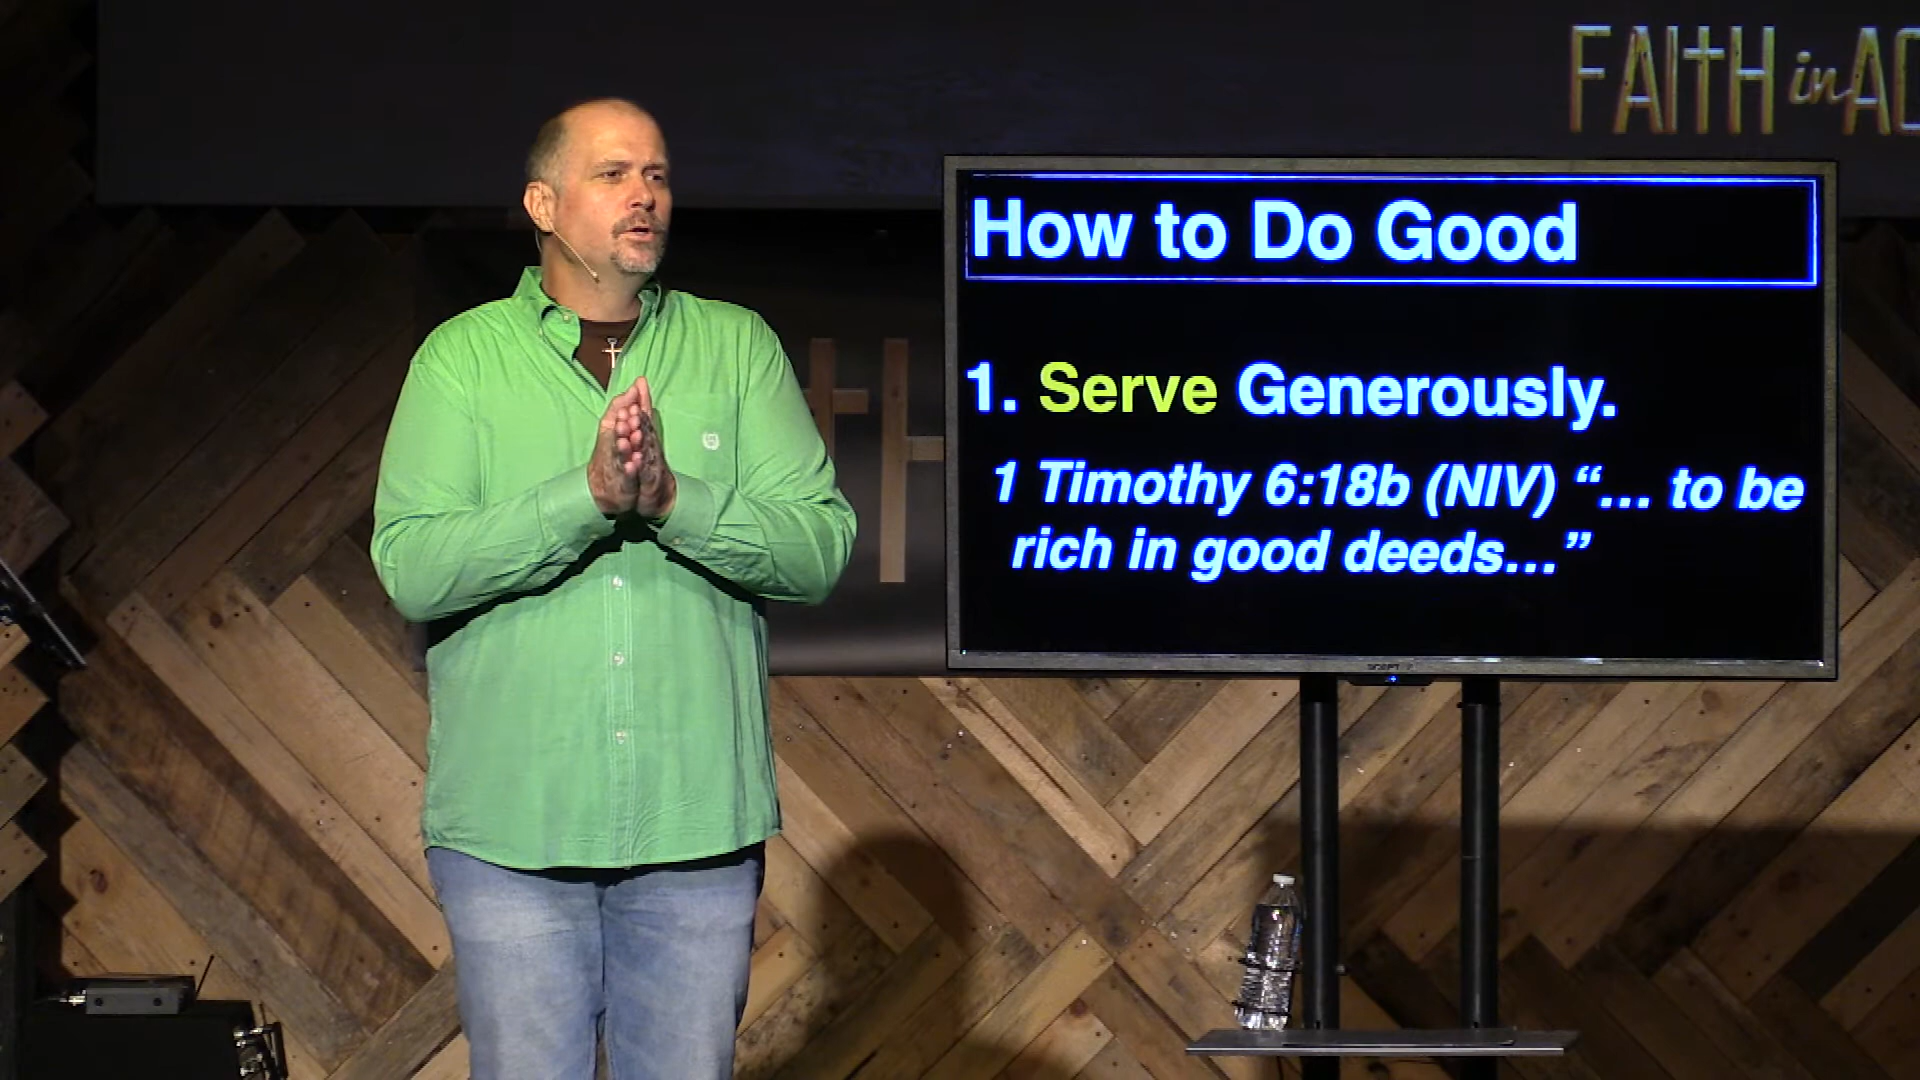 FAITH in AC
How to Do Good
1. Serve Generously.
1 Timothy 6:18b (NIV) “… to be
rich in good deeds…”